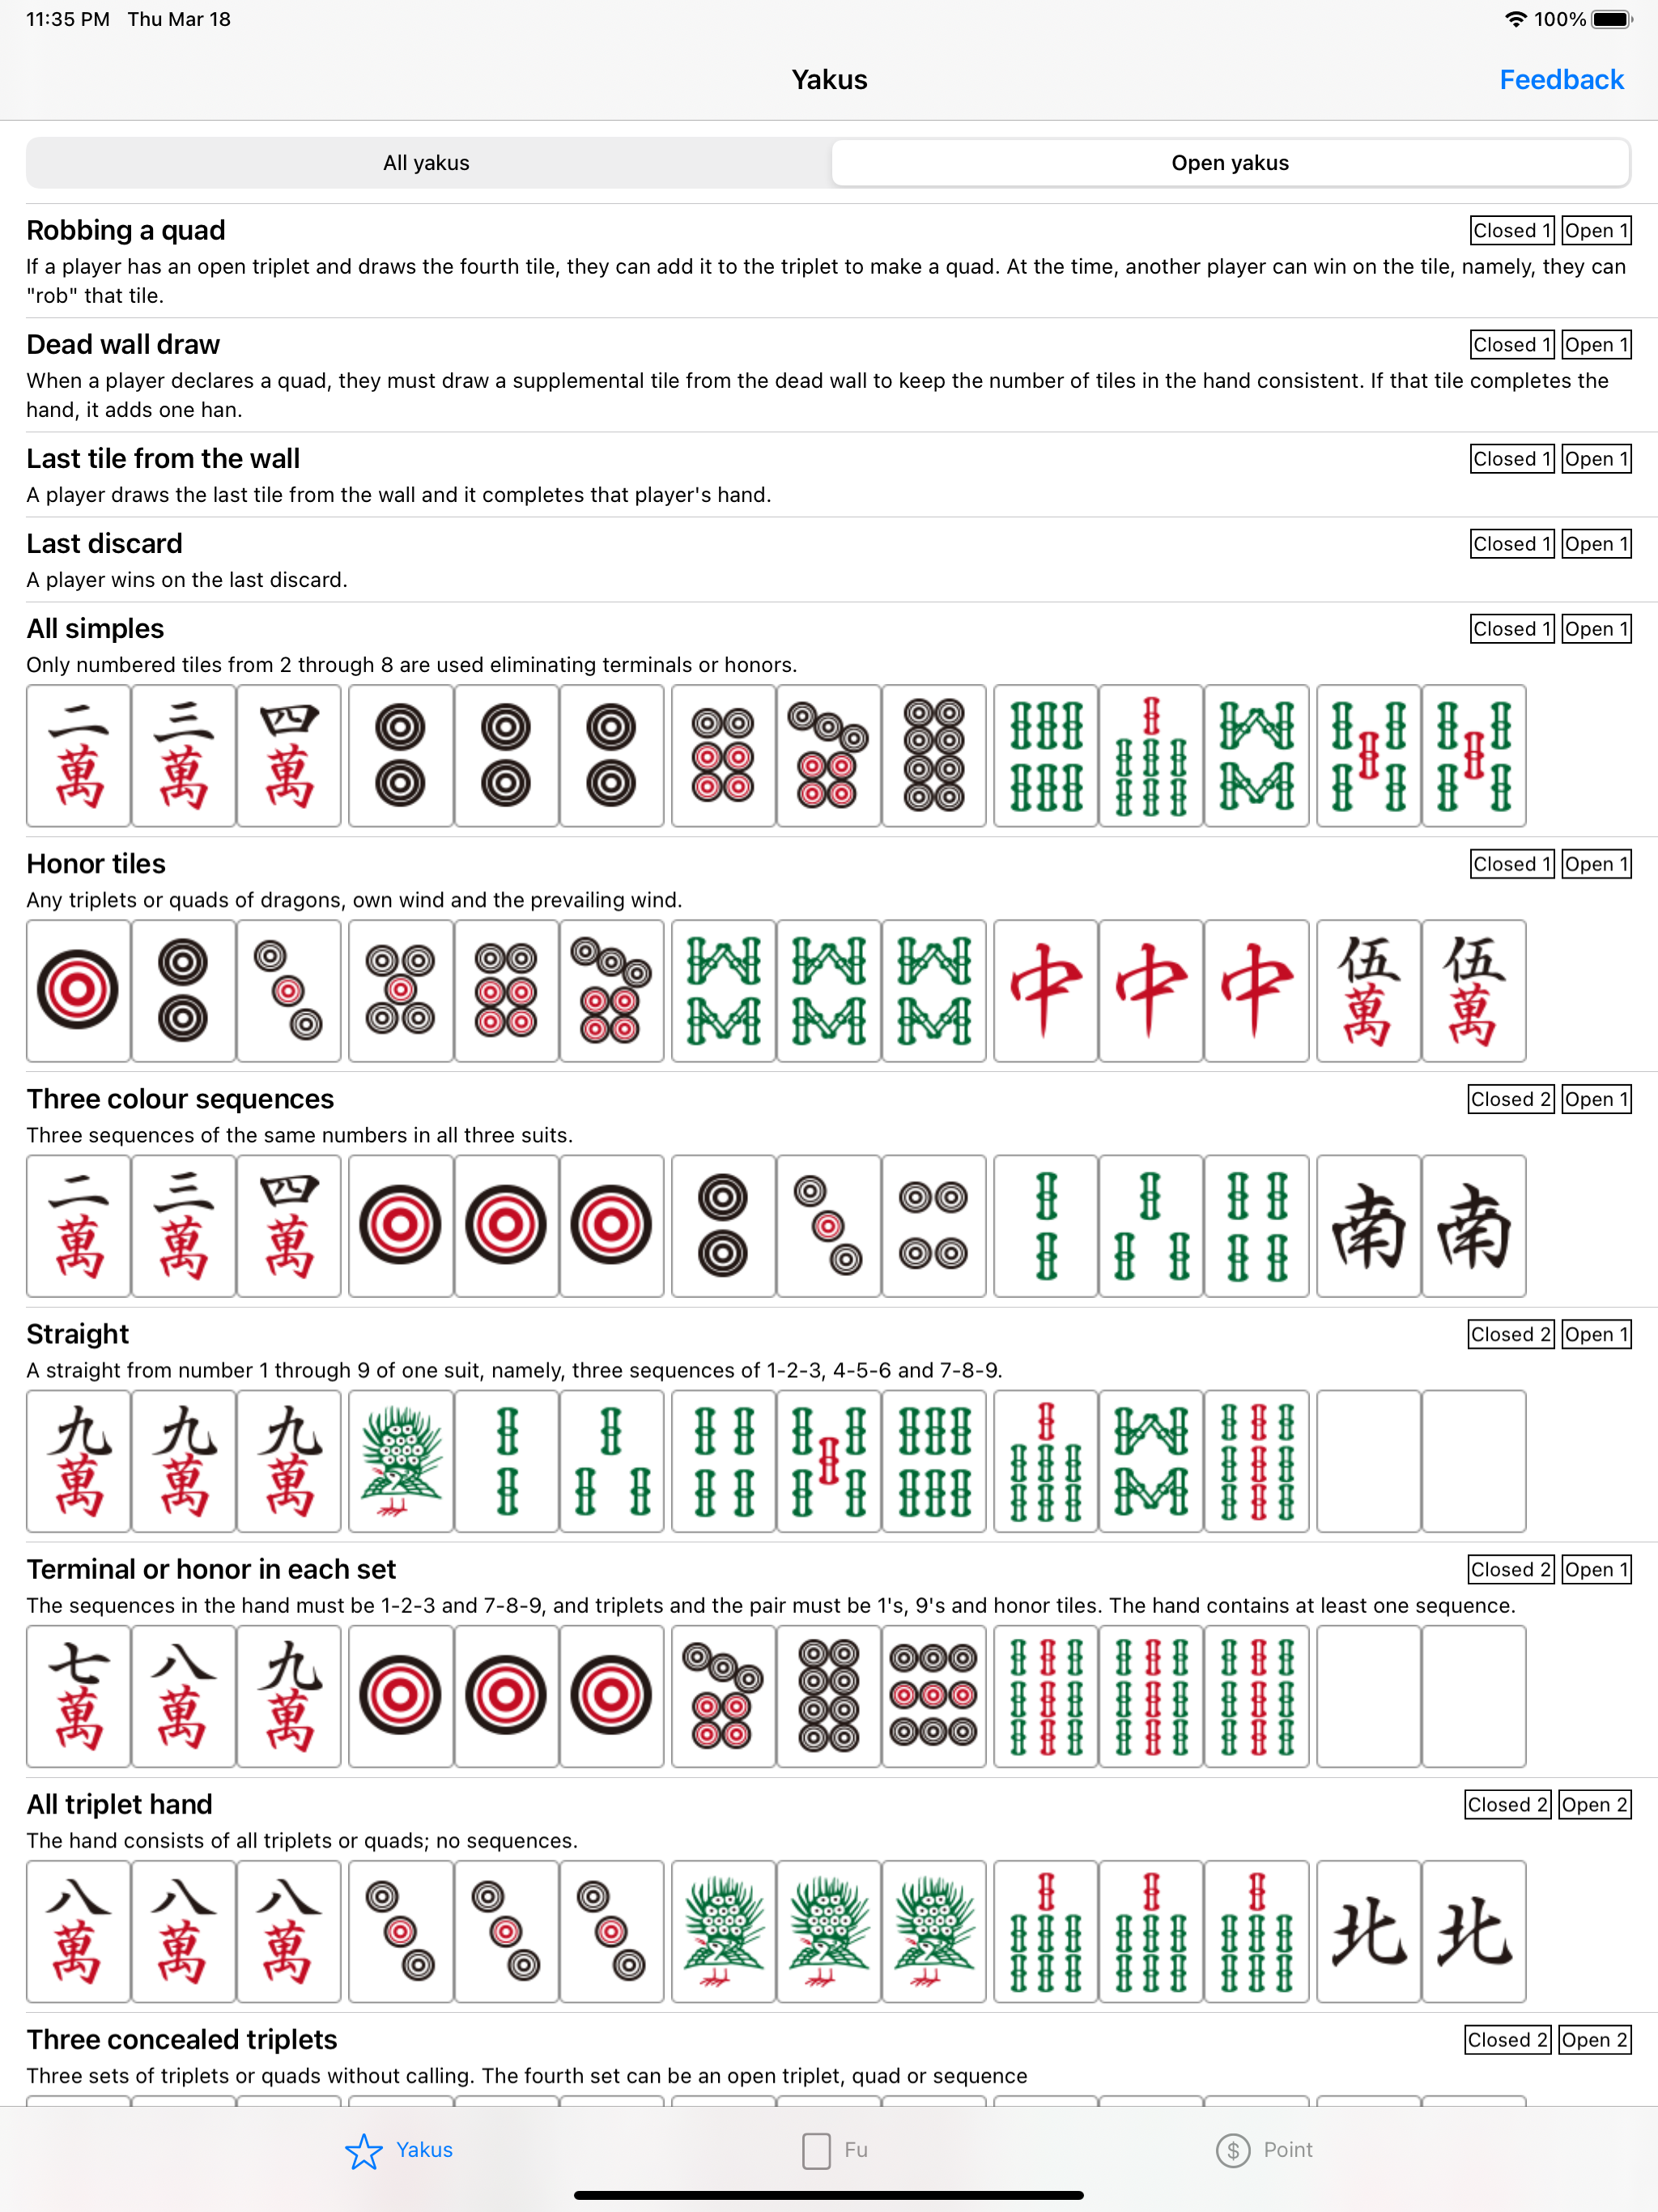 11:35 PM Thu Mar 18
100%
Yakus
Feedback
All yakus
Open yakus
Robbing a quad
Closed 1 Open 1
If a player has an open triplet and draws the fourth tile, they can add it to the triplet to make a quad. At the time, another player can win on the tile, namely, they can
"rob" that tile.
Dead wall draw
Closed 1 Open 1
When a player declares a quad, they must draw a supplemental tile from the dead wall to keep the number of tiles in the hand consistent. If that tile completes the
hand, it adds one han.
Last tile from the wall
Closed 1 Open 1
A player draws the last tile from the wall and it completes that player's hand.
Last discard
Closed 1 Open 1
A player wins on the last discard.
All simples
Closed 1 Open 1
Only numbered tiles from 2 through 8 are used eliminating terminals or honors.
二萬 三萬 四萬
Honor tiles
Closed 1 Open 1
Any triplets or quads of dragons, own wind and the prevailing wind.
中 中 中 伍萬 伍萬
Three colour sequences
Closed 2 Open 1
Three sequences of the same numbers in all three suits.
二萬 三萬 四萬 南 南
Straight
Closed 2 Open 1
A straight from number 1 through 9 of one suit, namely, three sequences of 1-2-3, 4-5-6 and 7-8-9.
九萬 九萬 九萬
Terminal or honor in each set
Closed 2 Open 1
The sequences in the hand must be 1-2-3 and 7-8-9, and triplets and the pair must be 1's, 9's and honor tiles. The hand contains at least one sequence.
七萬 八萬 九萬
All triplet hand
Closed 2 Open 2
The hand consists of all triplets or quads; no sequences.
八萬 八萬 八萬 北 北
Three concealed triplets
Closed 2 Open 2
Three sets of triplets or quads without calling. The fourth set can be an open triplet, quad or sequence
Yakus
Fu
$ Point